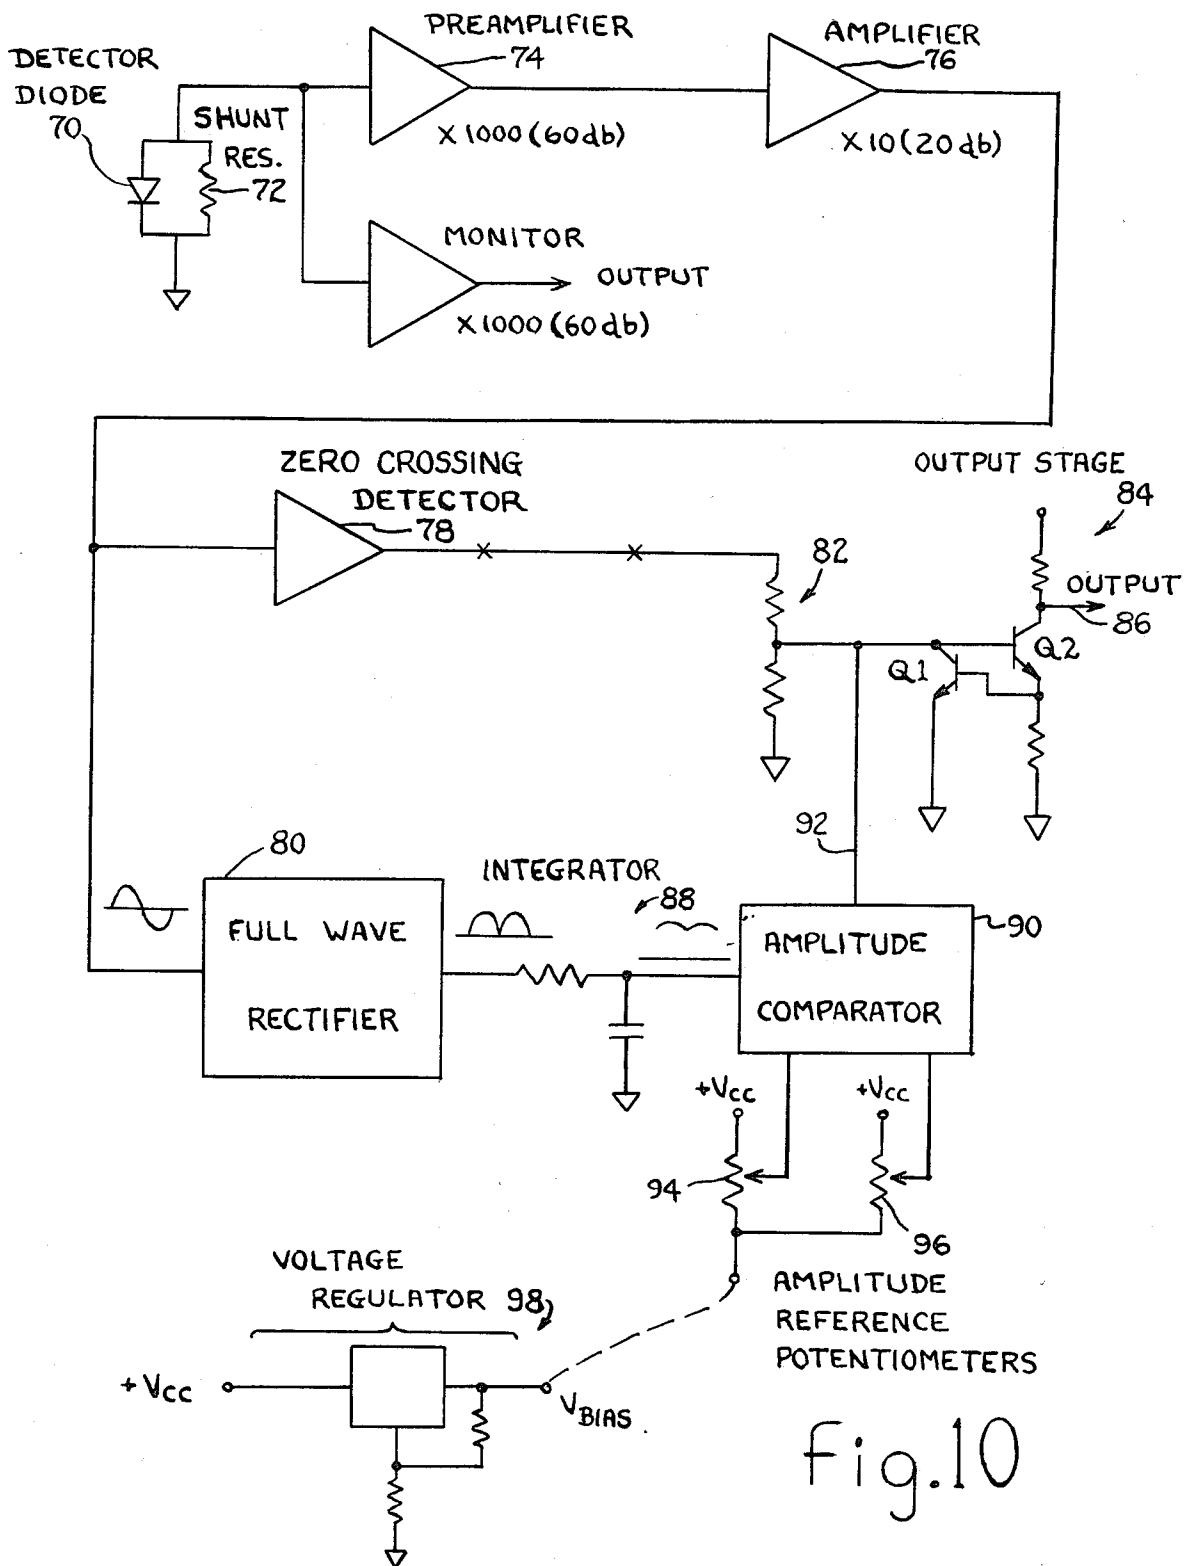 PREAMPLIFIER
74
AMPLIFIER
76
DETECTOR
DIODE
70
SHUNT
RES.
72
X1000 (60db)
X10 (20db)
MONITOR
OUTPUT
X1000 (60db)
ZERO CROSSING
DETECTOR
78
OUTPUT STAGE
84
82
OUTPUT
86
Q1
Q2
92
80
FULL WAVE
RECTIFIER
INTEGRATOR
88
90
AMPLITUDE
COMPARATOR
+Vcc
+Vcc
94
96
VOLTAGE
REGULATOR 98
AMPLITUDE
REFERENCE
POTENTIOMETERS
+Vcc
VBIAS
fig.10